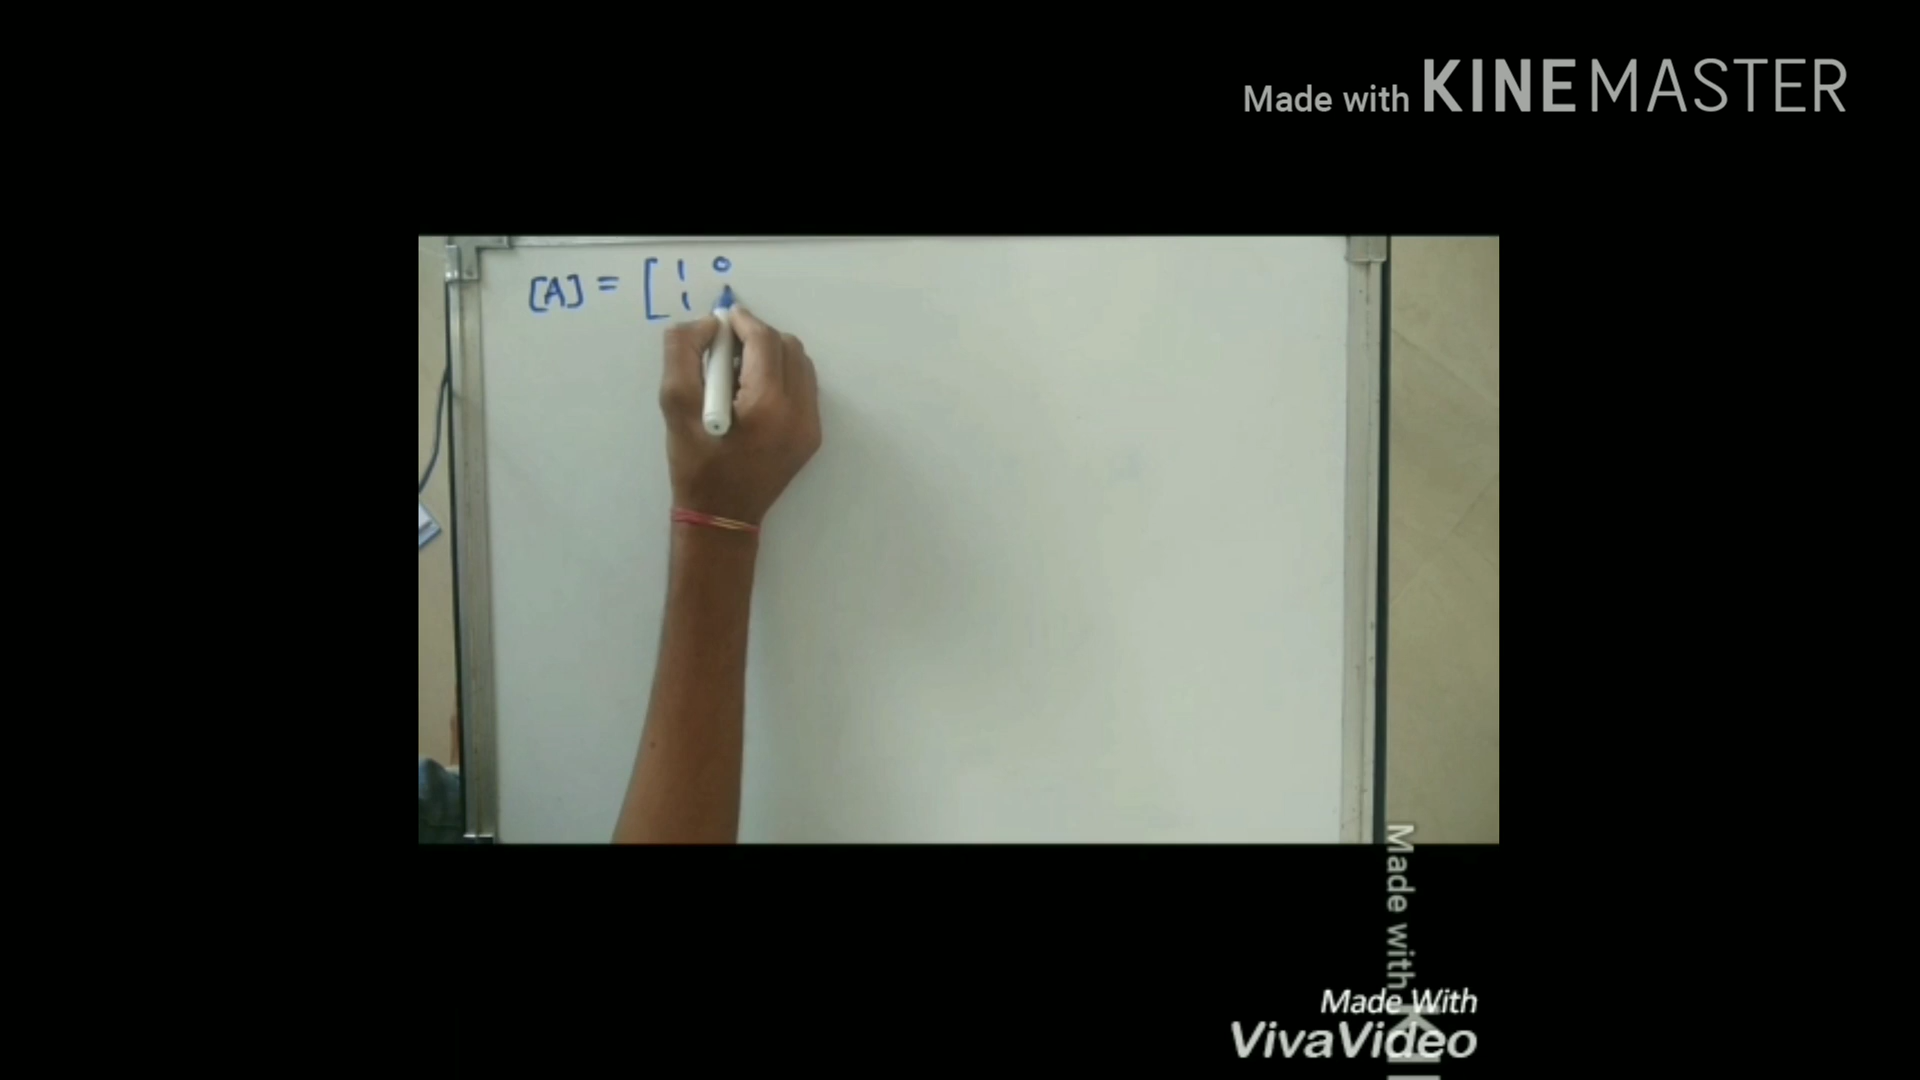 Made with KINEMASTER
[A] = [ 1 0
1
Made with
Made With
VivaVideo